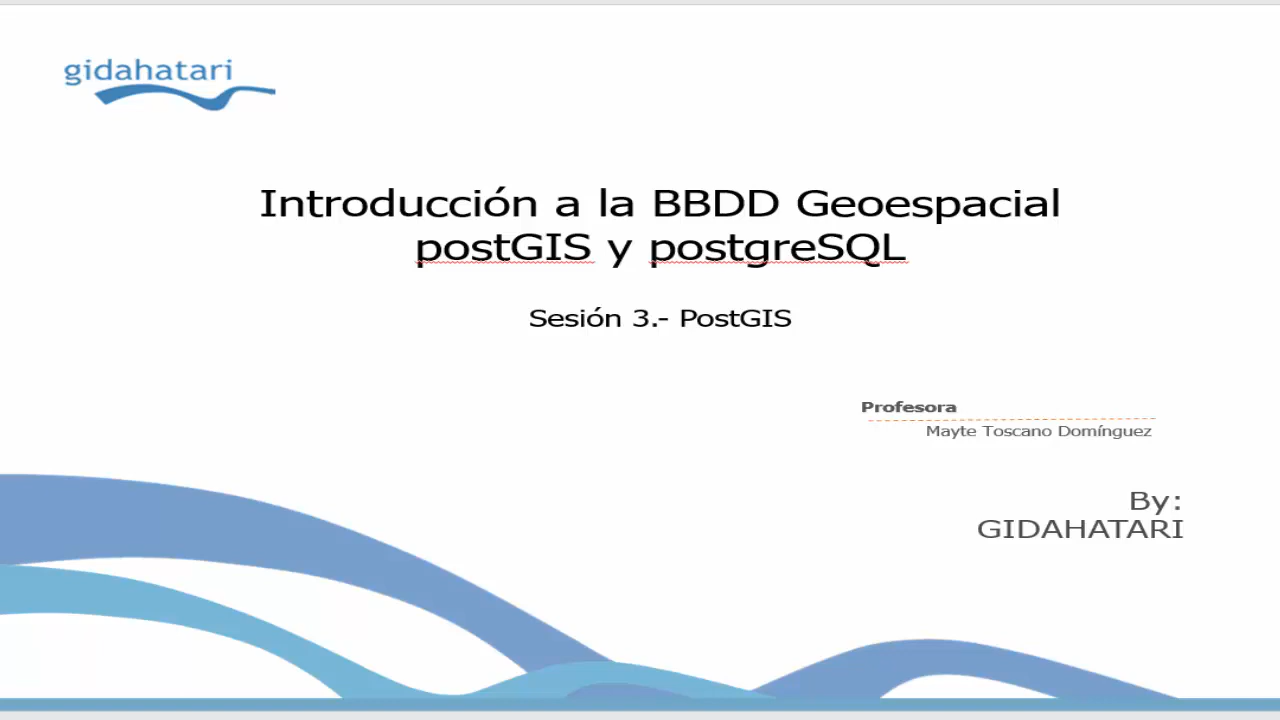 gidahatari
Introducción a la BBDD Geoespacial
postGIS y postgreSQL
Sesión 3.- PostGIS
Profesora
Mayte Toscano Domínguez
By:
GIDAHATARI